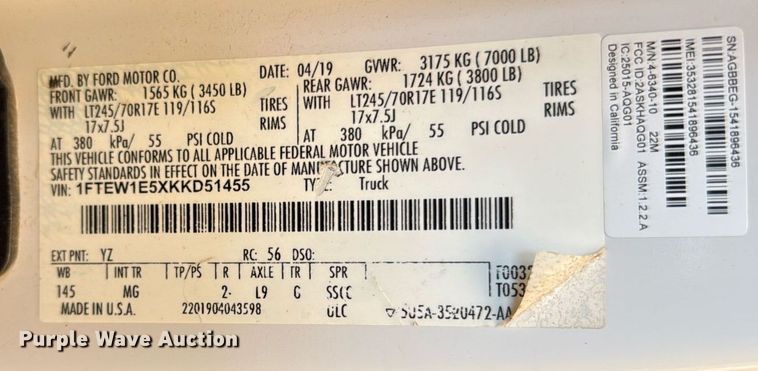 MFD. BY FORD MOTOR CO. DATE: 04/19 GVWR: 3175 KG ( 7000 LB)
FRONT GAWR: 1565 KG ( 3450 LB) REAR GAWR: 1724 KG ( 3800 LB)
WITH LT245/70R17E 119/116S TIRES WITH LT245/70R17E 119/116S TIRES
17x7.5J RIMS 17x7.5J RIMS
AT 380 kPa/ 55 PSI COLD AT 380 kPa/ 55 PSI COLD
THIS VEHICLE CONFORMS TO ALL APPLICABLE FEDERAL MOTOR VEHICLE
SAFETY STANDARDS IN EFFECT ON THE DATE OF MANUFACTURE SHOWN ABOVE.
VIN: 1FTEW1E5XKKD51455 TYPE: Truck
EXT PNT: YZ RC: 56 DSO:
WB INT TR TP/PS R AXLE TR SPR
145 MG 2- L9 G
MADE IN U.S.A. 2201904043598
SN:AGBBEG-1541896436
IMEI:353281541896436
M/N:4-6340-10 22M
FCC ID:2ASKHAQG01 ASSM:1.2.2.A
IC:25015-AQG01
Designed in California
Purple Wave Auction